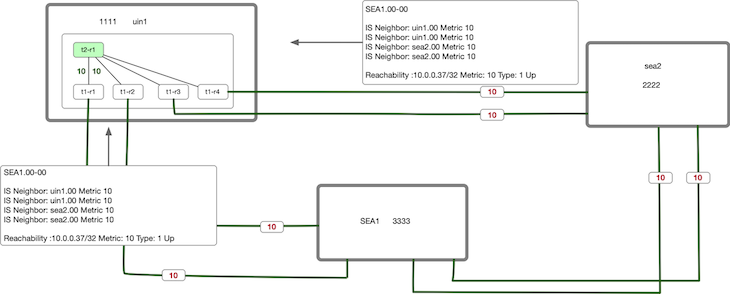 SEA1.00-00
IS Neighbor: uin1.00 Metric 10
IS Neighbor: uin1.00 Metric 10
IS Neighbor: sea2.00 Metric 10
IS Neighbor: sea2.00 Metric 10
Reachability :10.0.0.37/32 Metric: 10 Type: 1 Up
1111 uin1
t2-r1
10 10
t1-r1 t1-r2 t1-r3 t1-r4
sea2
2222
10
10
SEA1.00-00
IS Neighbor: uin1.00 Metric 10
IS Neighbor: uin1.00 Metric 10
IS Neighbor: sea2.00 Metric 10
IS Neighbor: sea2.00 Metric 10
Reachability :10.0.0.37/32 Metric: 10 Type: 1 Up
10 10
SEA1 3333
10
10